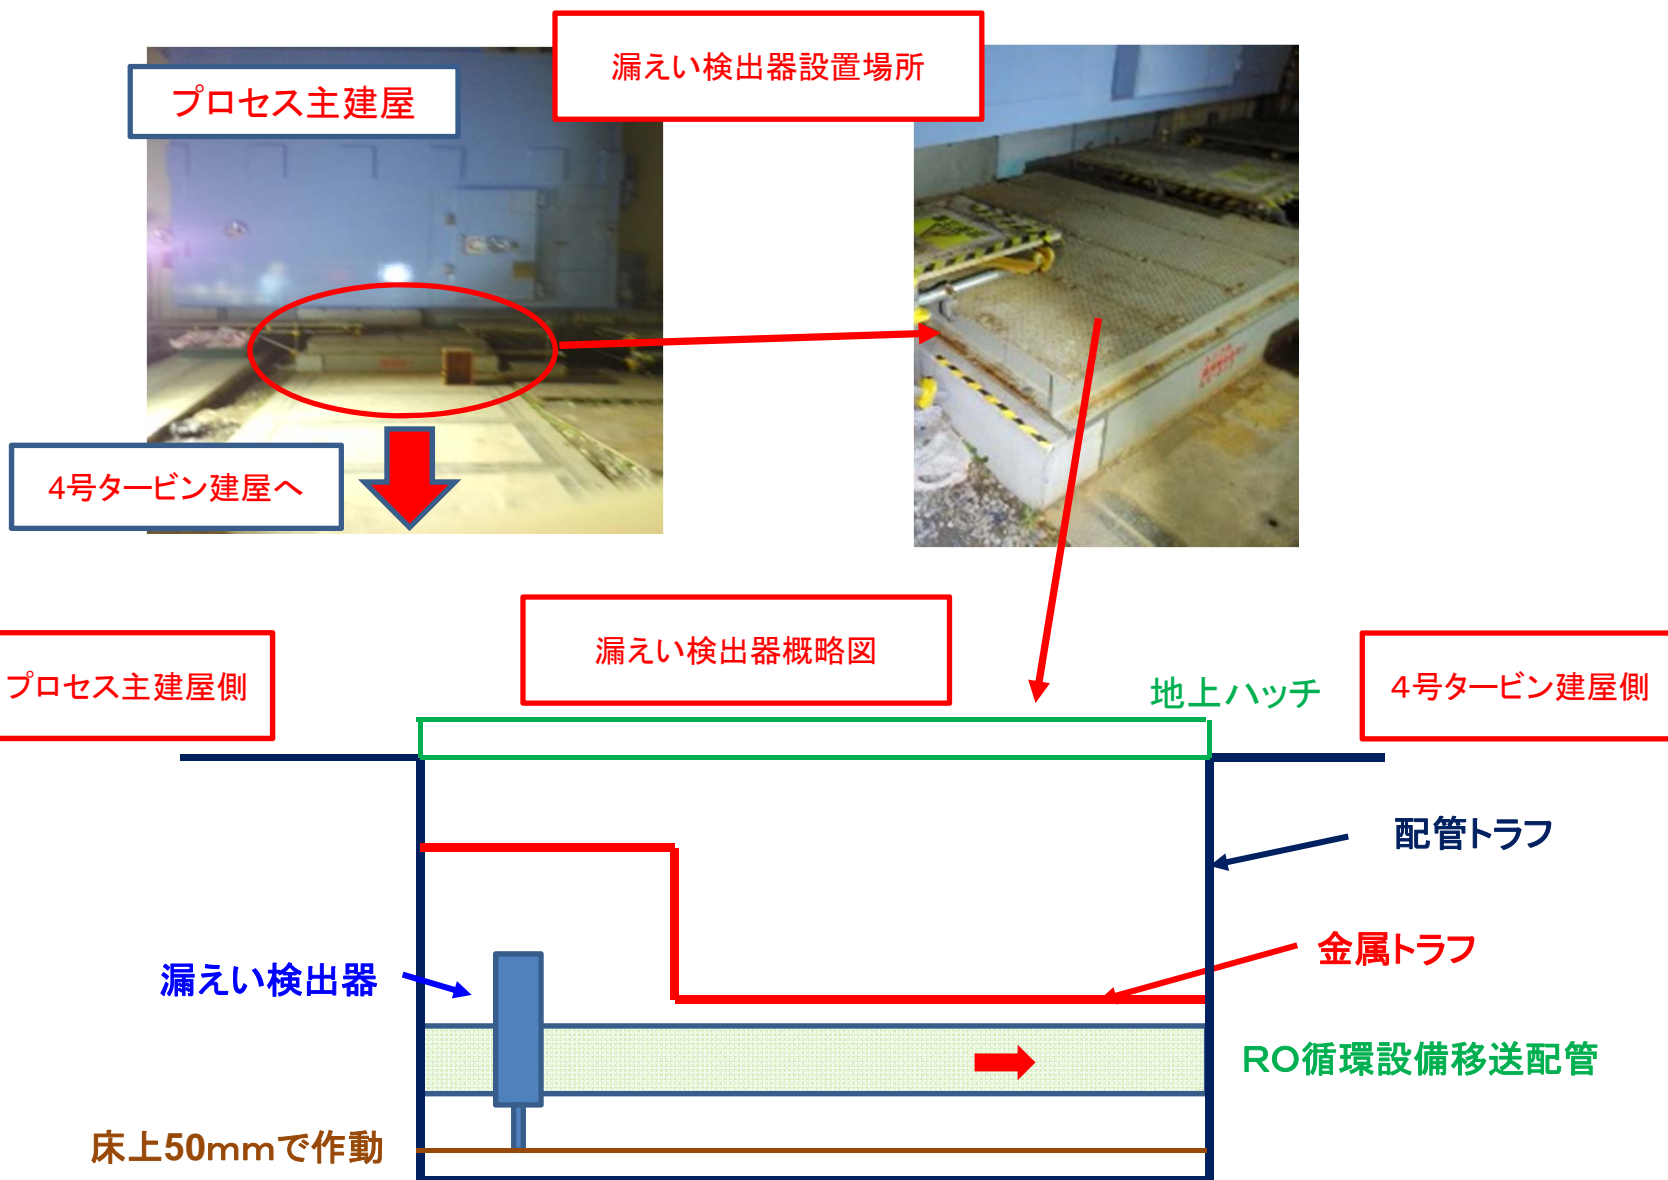 漏えい検出器設置場所
プロセス主建屋
4号タービン建屋へ
漏えい検出器概略図
プロセス主建屋側
4号タービン建屋側
地上ハッチ
配管トラフ
金属トラフ
漏えい検出器
RO循環設備移送配管
床上50mmで作動